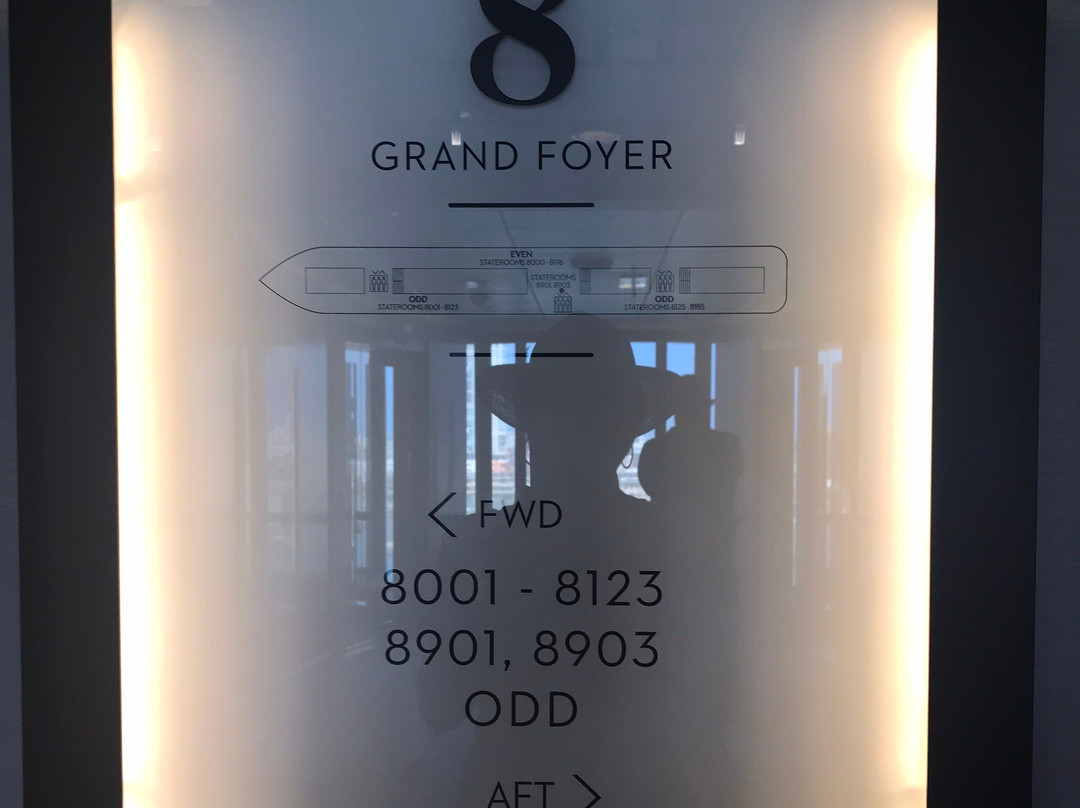 8
GRAND FOYER
EVEN
STATEROOMS 8000 - 8176
STATEROOMS
8901, 8903
ODD
STATEROOMS 8001 - 8123
ODD
STATEROOMS 8125 - 8185
< FWD
8001 - 8123
8901, 8903
ODD
AFT >